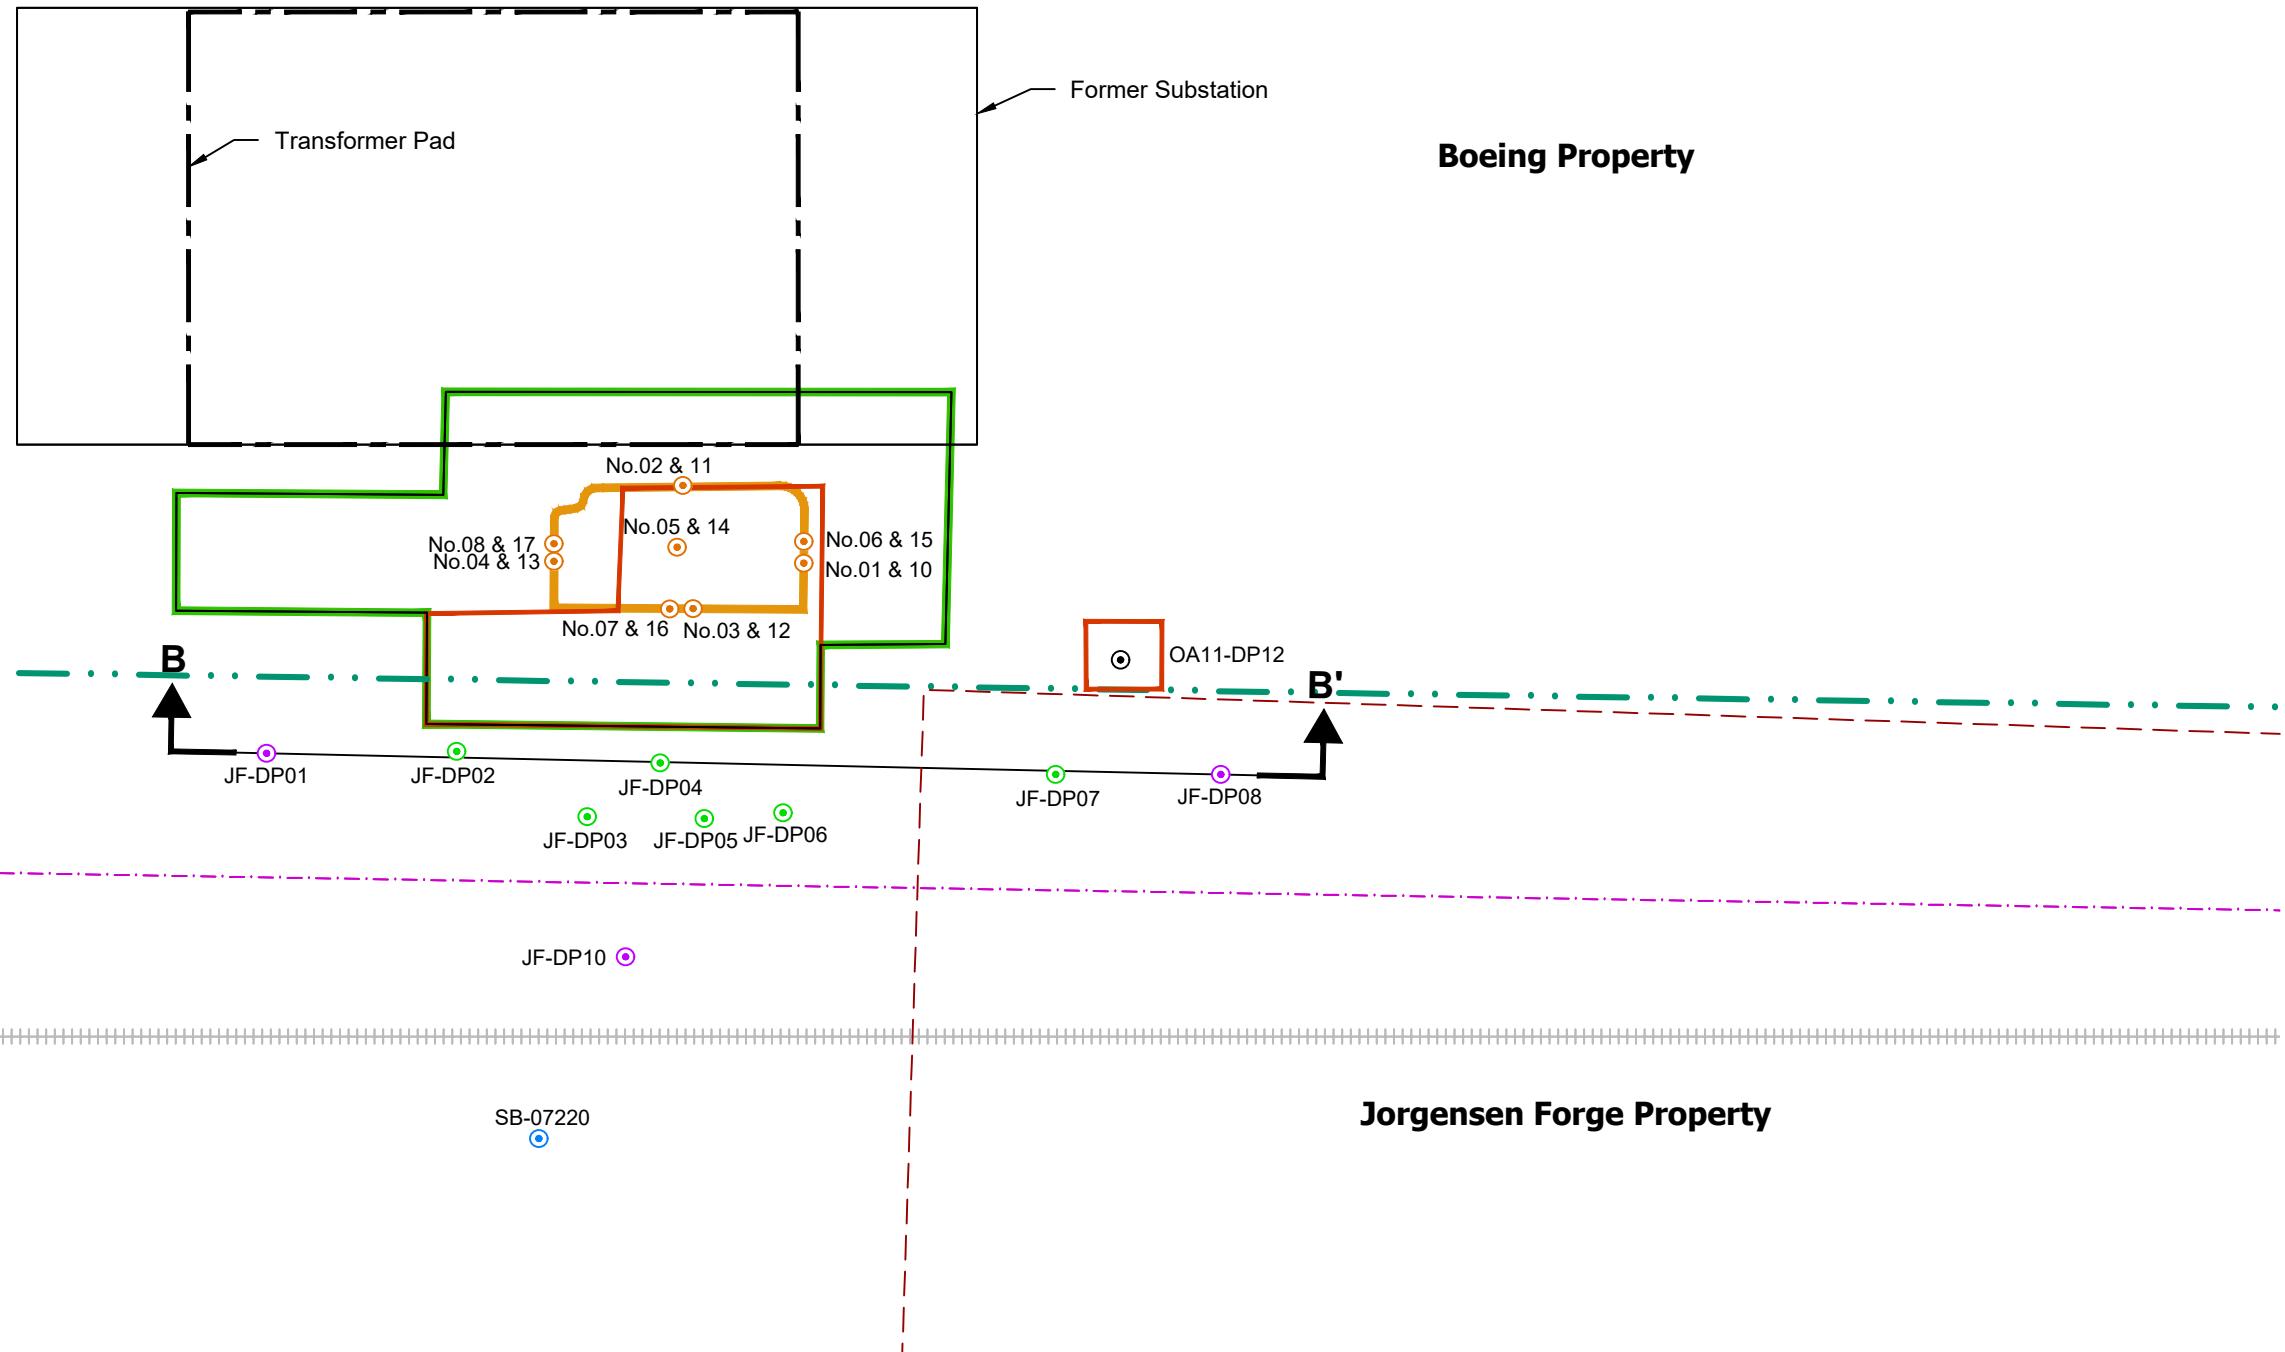 Former Substation
Transformer Pad
Boeing Property
No.02 & 11
No.05 & 14
No.08 & 17
No.06 & 15
No.04 & 13
No.01 & 10
No.07 & 16
No.03 & 12
OA11-DP12
B
B'
JF-DP01
JF-DP02
JF-DP04
JF-DP07
JF-DP08
JF-DP03
JF-DP05
JF-DP06
JF-DP10
SB-07220
Jorgensen Forge Property